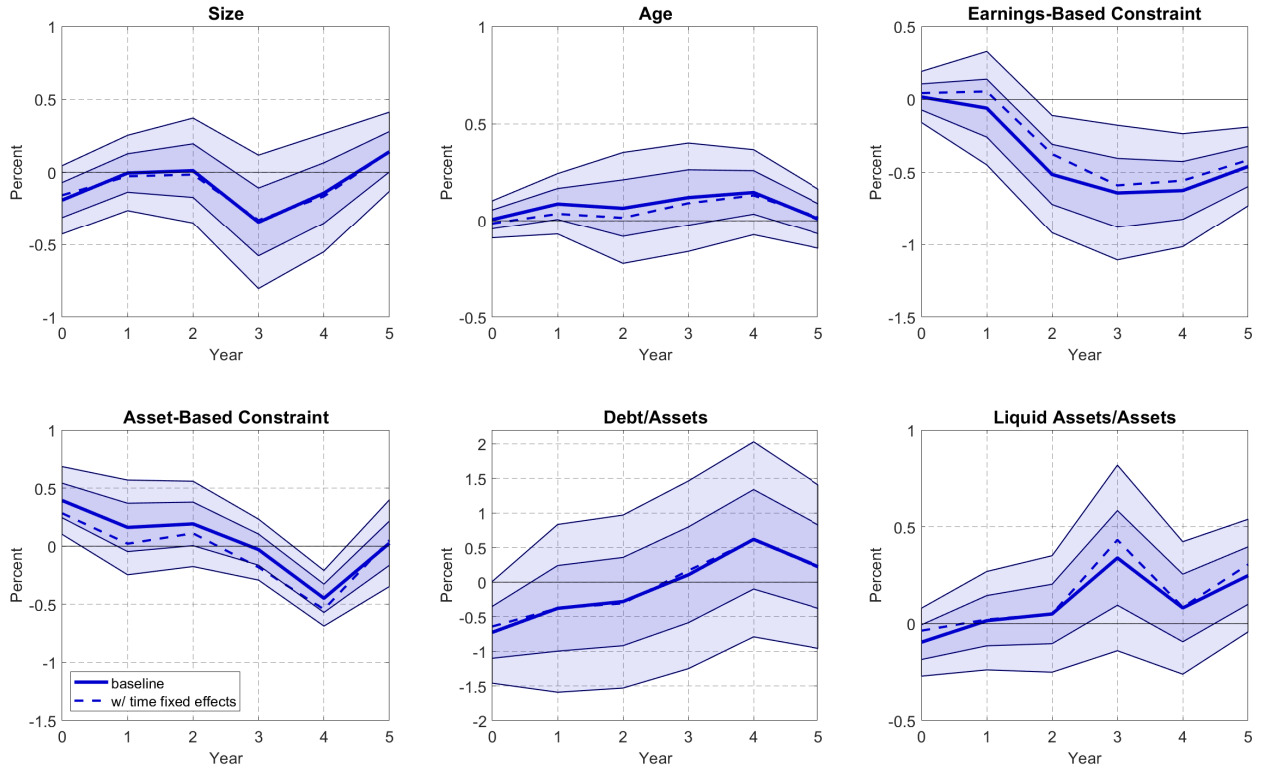 Size
1
0.5
0
-0.5
-1
Percent
0 1 2 3 4 5
Year
Age
1
0.5
0
-0.5
Percent
0 1 2 3 4 5
Year
Earnings-Based Constraint
0.5
0
-0.5
-1
-1.5
Percent
0 1 2 3 4 5
Year
Asset-Based Constraint
1
0.5
0
-0.5
-1
-1.5
Percent
baseline
w/ time fixed effects
0 1 2 3 4 5
Year
Debt/Assets
2
1.5
1
0.5
0
-0.5
-1
-1.5
-2
Percent
0 1 2 3 4 5
Year
Liquid Assets/Assets
1
0.5
0
-0.5
Percent
0 1 2 3 4 5
Year